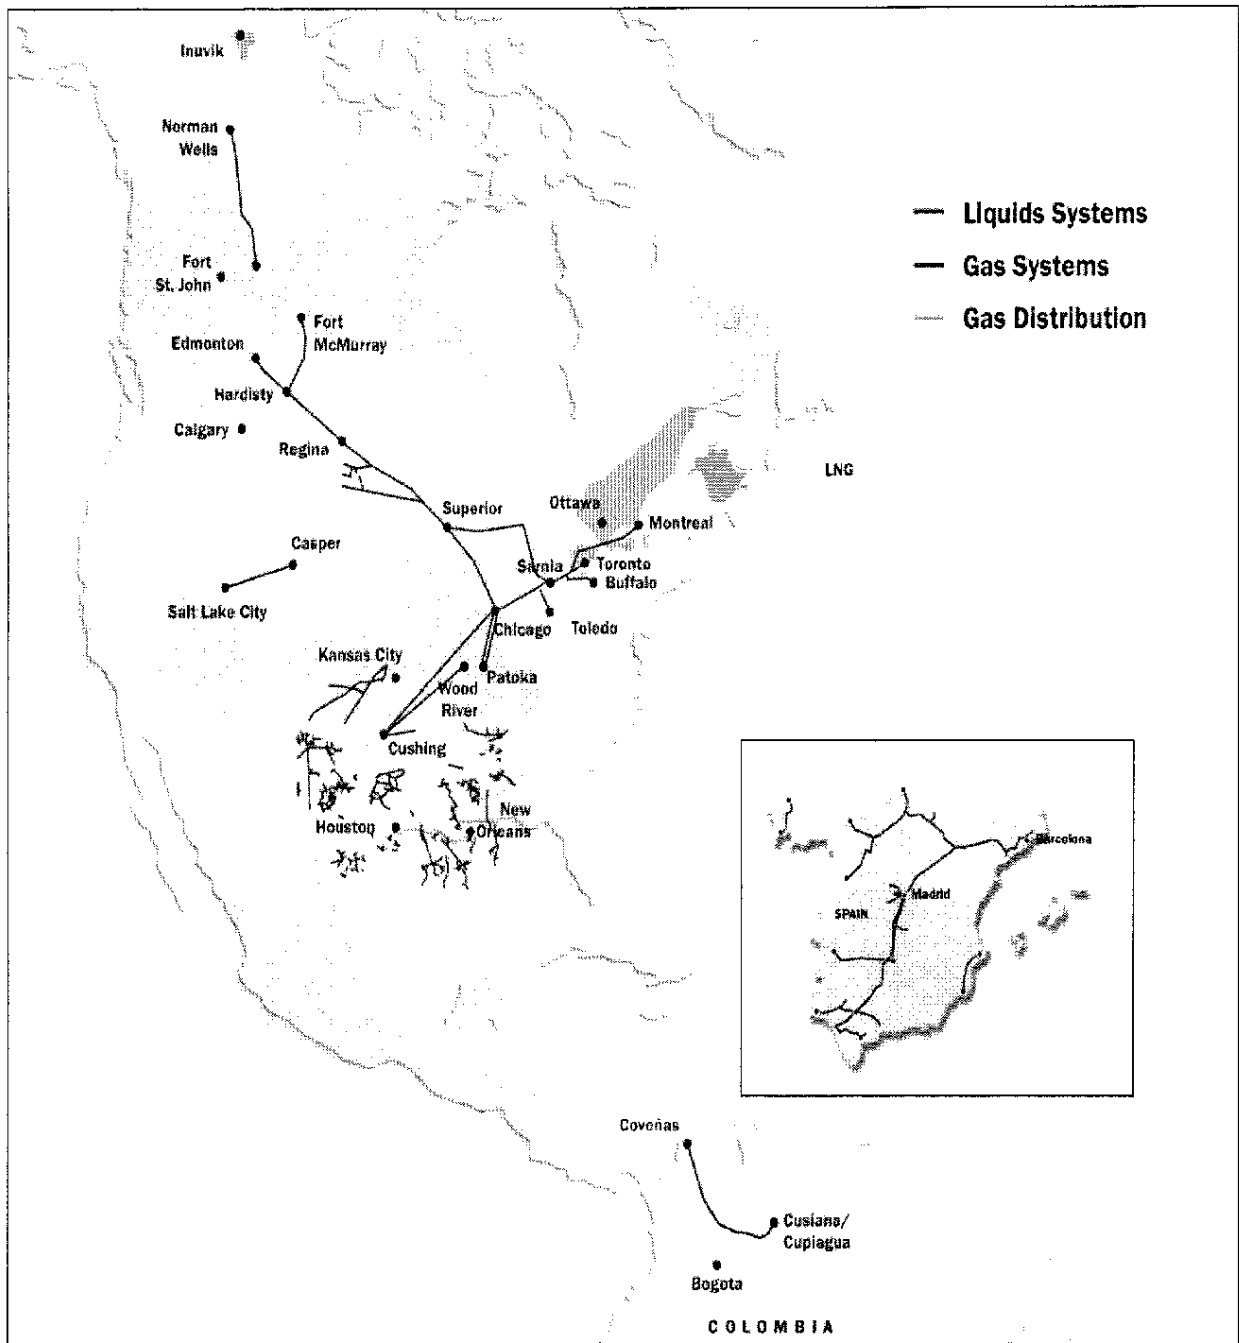 Inuvik
Norman
Wells
Liquids Systems
Gas Systems
Gas Distribution
Fort
St. John
Fort
McMurray
Edmonton
Hardisty
Calgary
Regina
LNG
Superior
Ottawa
Montreal
Casper
Sarnia
Toronto
Buffalo
Salt Lake City
Chicago
Toledo
Kansas City
Patoka
Wood
River
Cushing
New
Orleans
Houston
Barcelona
Madrid
SPAIN
Coveñas
Cusiana/
Cupiagua
Bogota
COLOMBIA